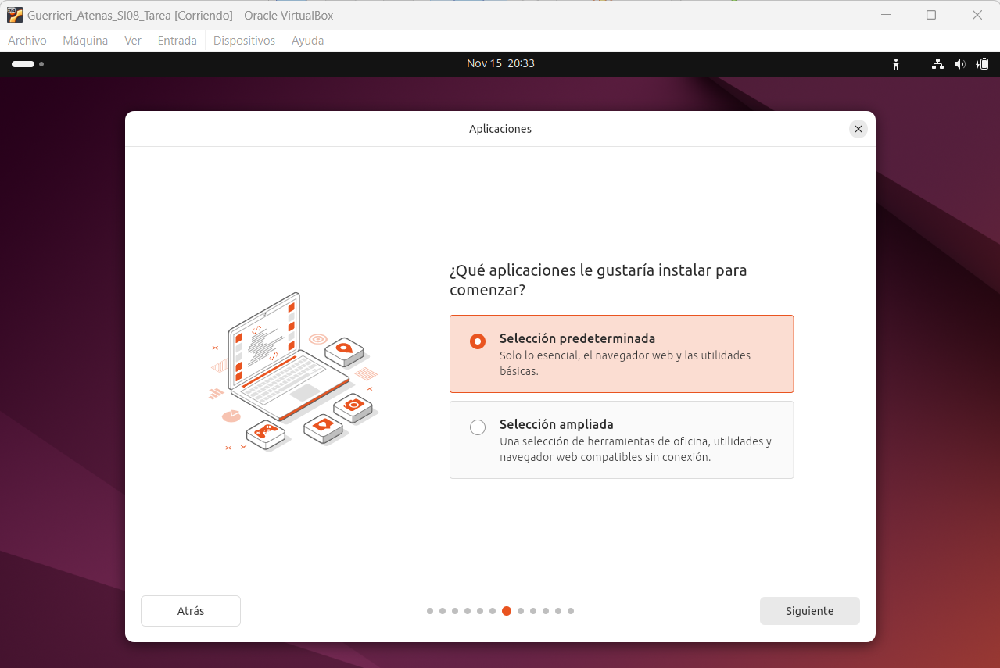 Guerrieri_Atenas_SI08_Tarea [Corriendo] - Oracle VirtualBox
Archivo Máquina Ver Entrada Dispositivos Ayuda
Nov 15 20:33
Aplicaciones
¿Qué aplicaciones le gustaría instalar para
comenzar?
Selección predeterminada
Solo lo esencial, el navegador web y las utilidades
básicas.
Selección ampliada
Una selección de herramientas de oficina, utilidades y
navegador web compatibles sin conexión.
Atrás
Siguiente